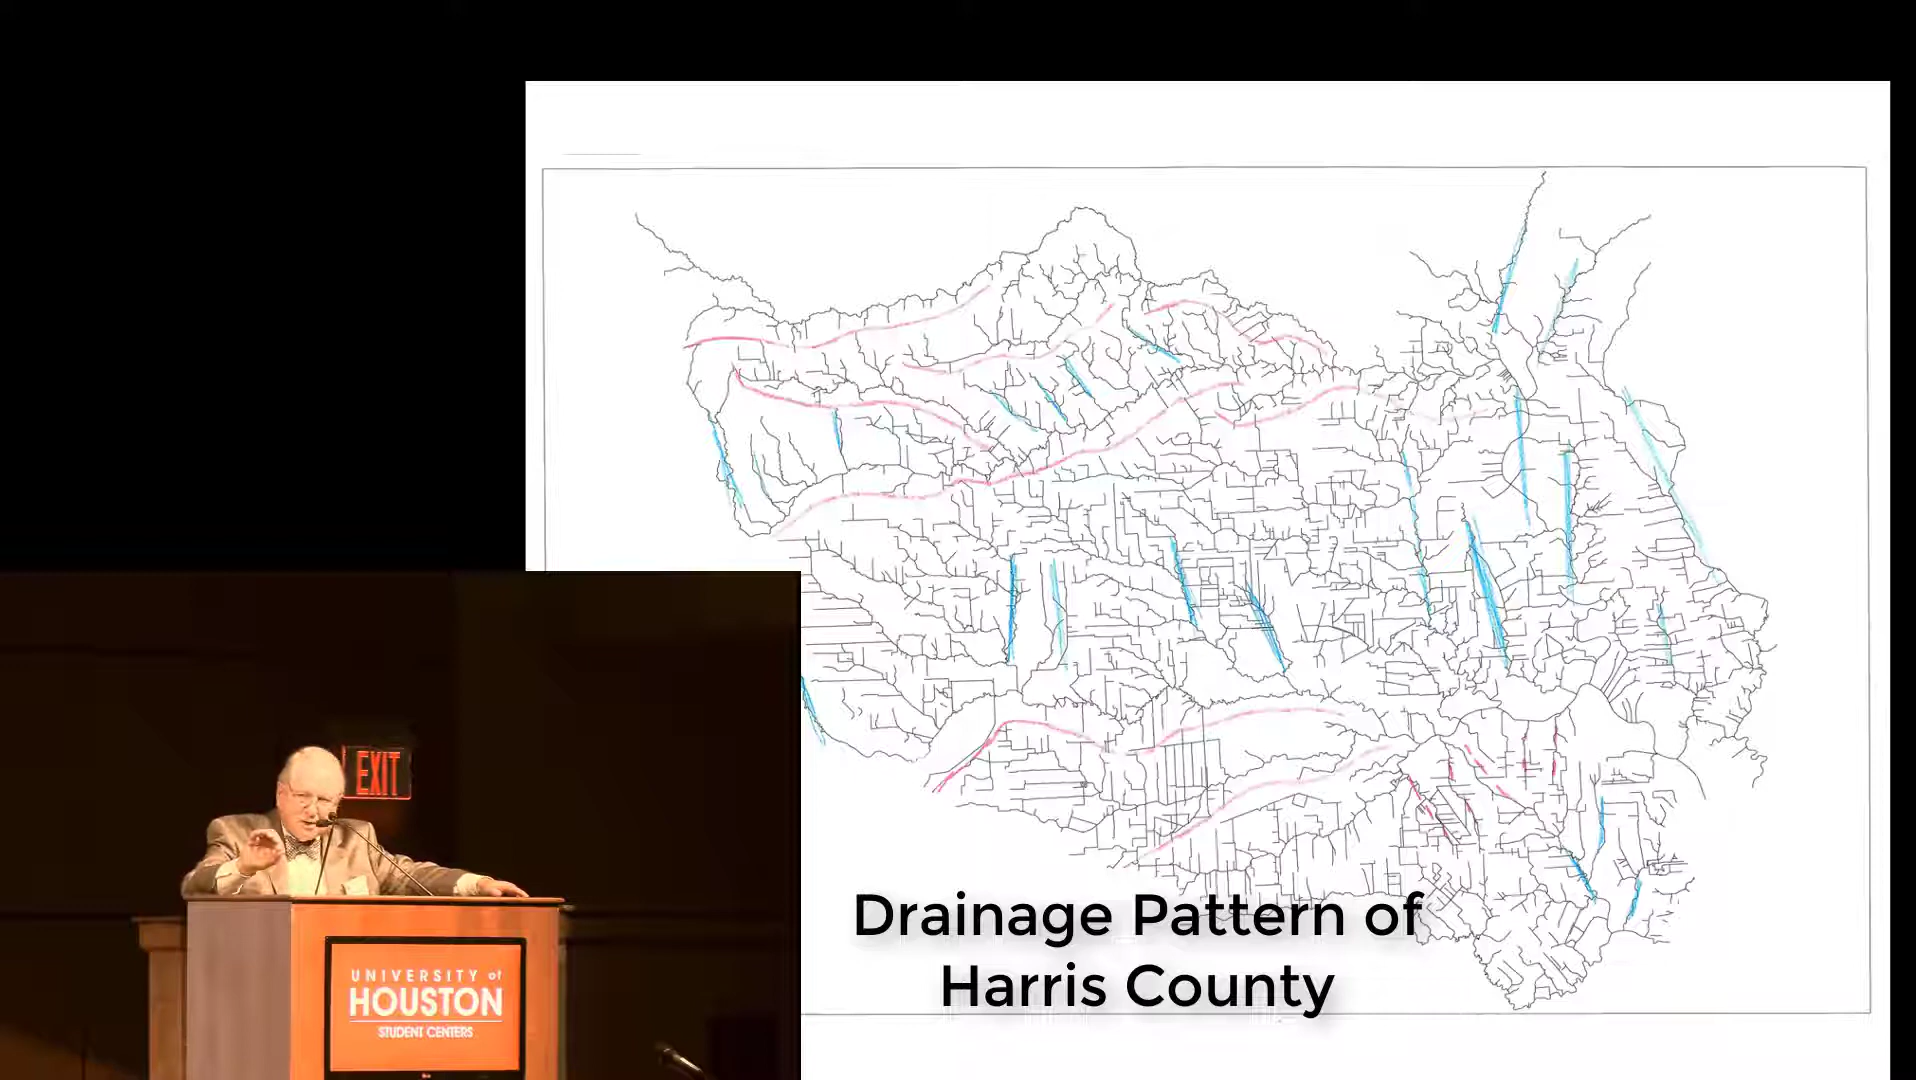 Drainage Pattern of
Harris County
EXIT
UNIVERSITY of
HOUSTON
STUDENT CENTERS